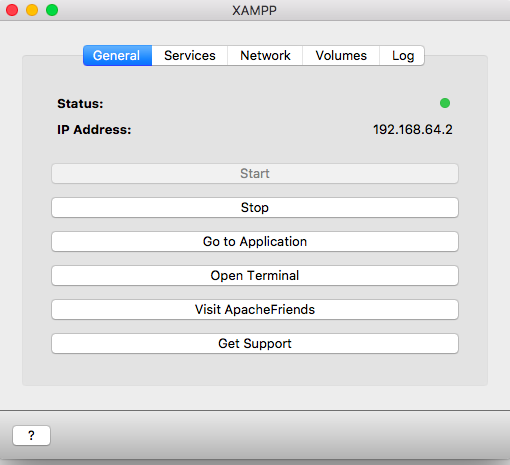 XAMPP
General Services Network Volumes Log
Status:
IP Address: 192.168.64.2
Start
Stop
Go to Application
Open Terminal
Visit ApacheFriends
Get Support
?